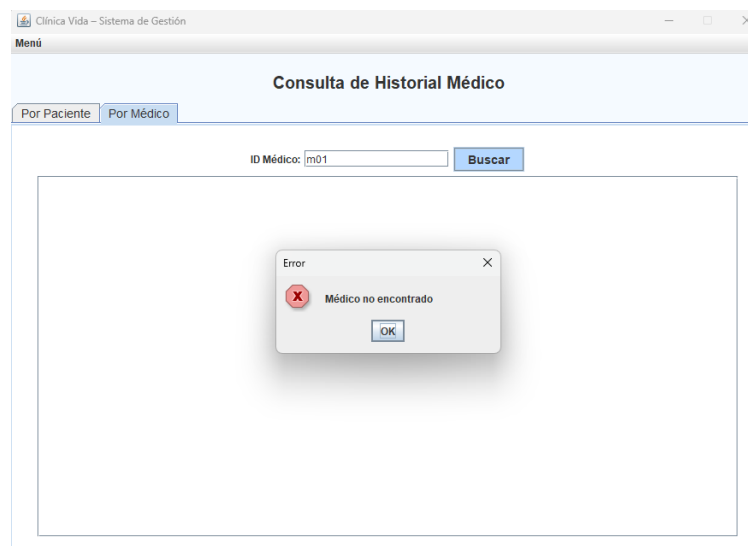 Clínica Vida – Sistema de Gestión
Menú
Consulta de Historial Médico
Por Paciente Por Médico
ID Médico: m01 Buscar
Error
Médico no encontrado
OK